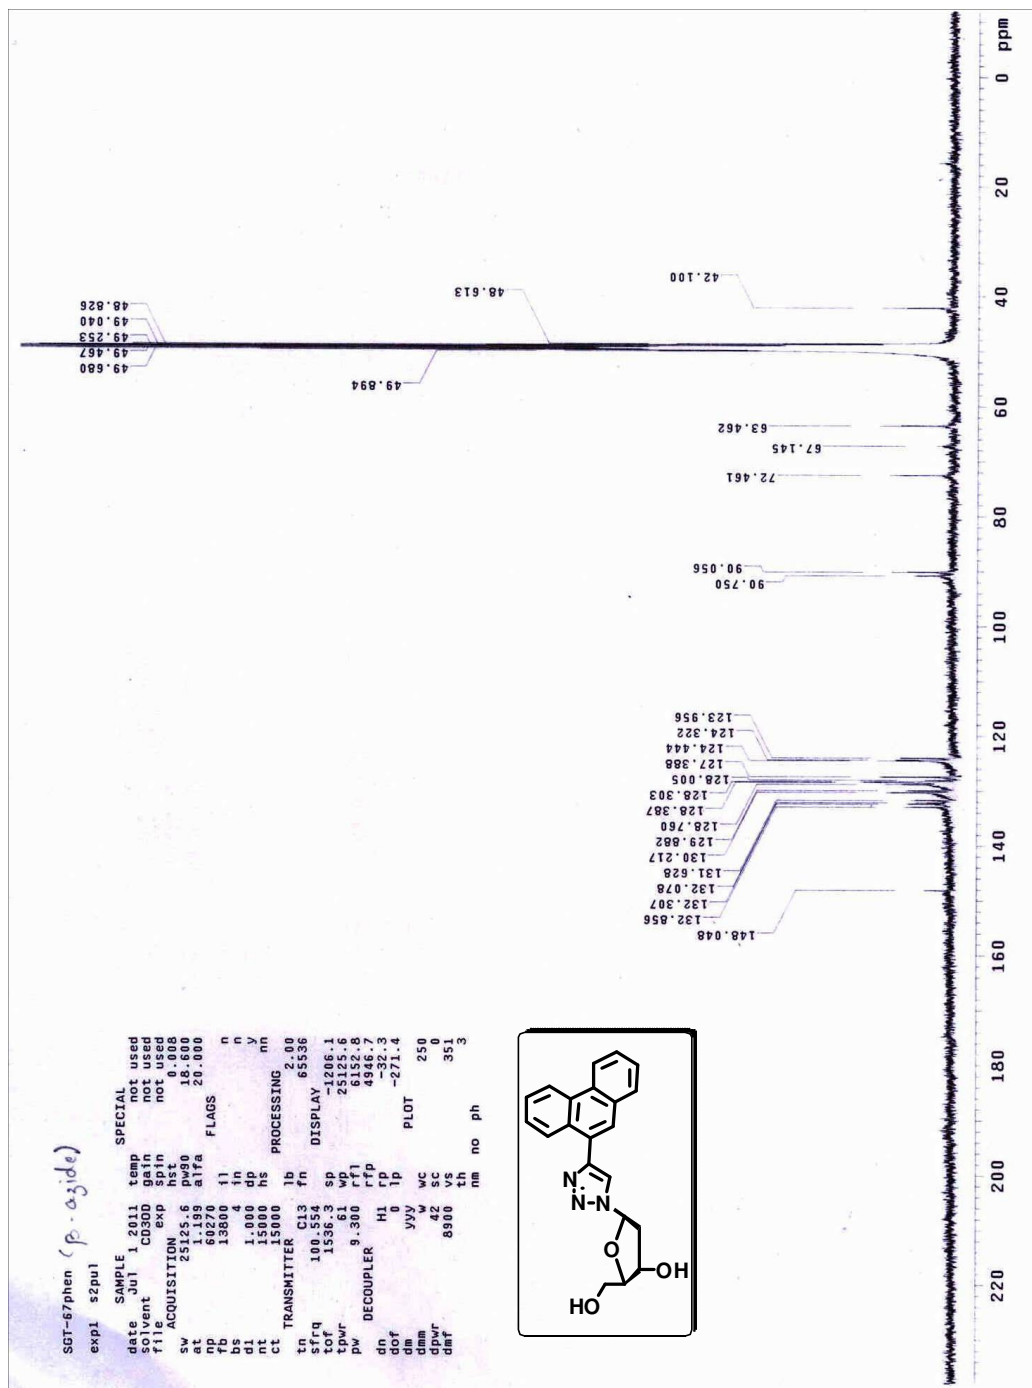 SGT-67phen (β-azide)
exp1 s2pul
SAMPLE
date Jul 1 2011
solvent CD3OD
file exp
ACQUISITION
sw 25125.6
at 1.199
np 60270
fb 13800
bs 4
d1 1.000
nt 15000
ct 15000
TRANSMITTER
tn C13
sfrq 100.554
tof 1536.3
tpwr 61
pw 9.300
DECOUPLER
dn H1
dof 0
dm yyy
dmm w
dpwr 42
dmf 8900
SPECIAL
temp not used
gain not used
spin not used
hst 0.008
pw90 18.600
alfa 20.000
FLAGS
il n
in n
dp y
hs nn
PROCESSING
lb 2.00
fn 65536
DISPLAY
sp -1206.1
wp 25125.6
rfl 6152.8
rfp 4946.7
rp -32.3
lp -271.4
PLOT
wc 250
sc 0
vs 351
th 3
nm no ph
148.048
132.856
132.307
132.078
131.628
130.217
129.882
128.760
128.387
128.303
128.005
127.388
124.444
124.322
123.956
90.750
90.056
72.461
67.145
63.462
49.894
49.680
49.467
49.253
49.040
48.826
48.613
42.100
HO
O
OH
N
N
N
220 200 180 160 140 120 100 80 60 40 20 0 ppm